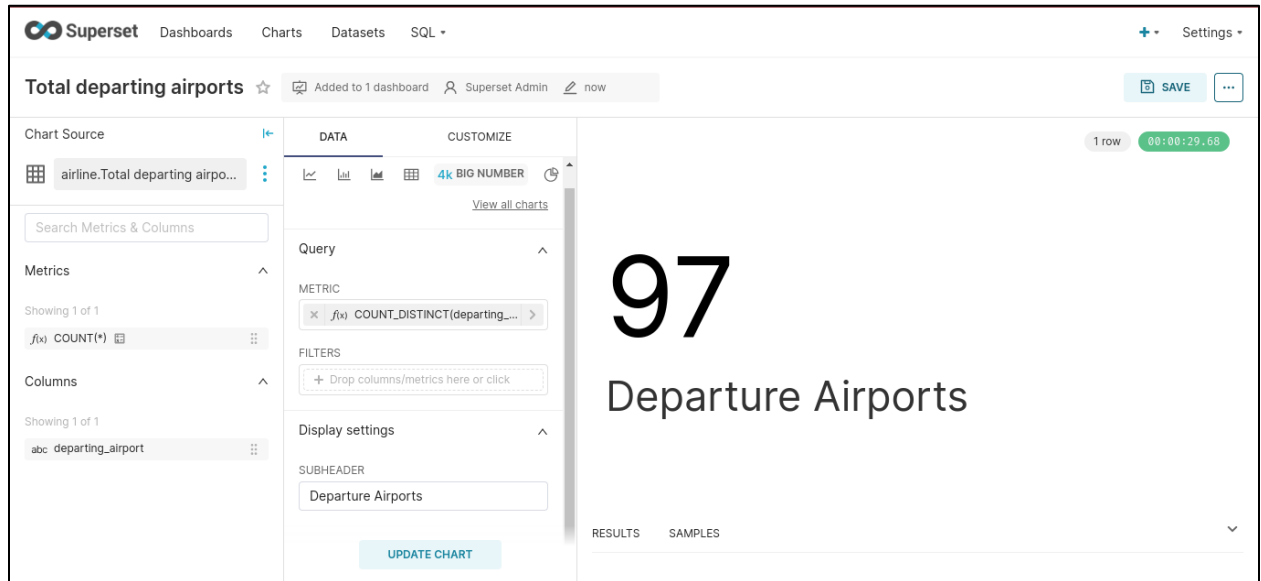 Superset Dashboards Charts Datasets SQL Settings
Total departing airports Added to 1 dashboard Superset Admin now SAVE ...
Chart Source
airline.Total departing airpo...
Search Metrics & Columns
Metrics
Showing 1 of 1
f(x) COUNT(*)
Columns
Showing 1 of 1
abc departing_airport
DATA CUSTOMIZE
4k BIG NUMBER
View all charts
Query
METRIC
f(x) COUNT_DISTINCT(departing_...
FILTERS
+ Drop columns/metrics here or click
Display settings
SUBHEADER
Departure Airports
UPDATE CHART
1 row 00:00:29.68
97
Departure Airports
RESULTS SAMPLES